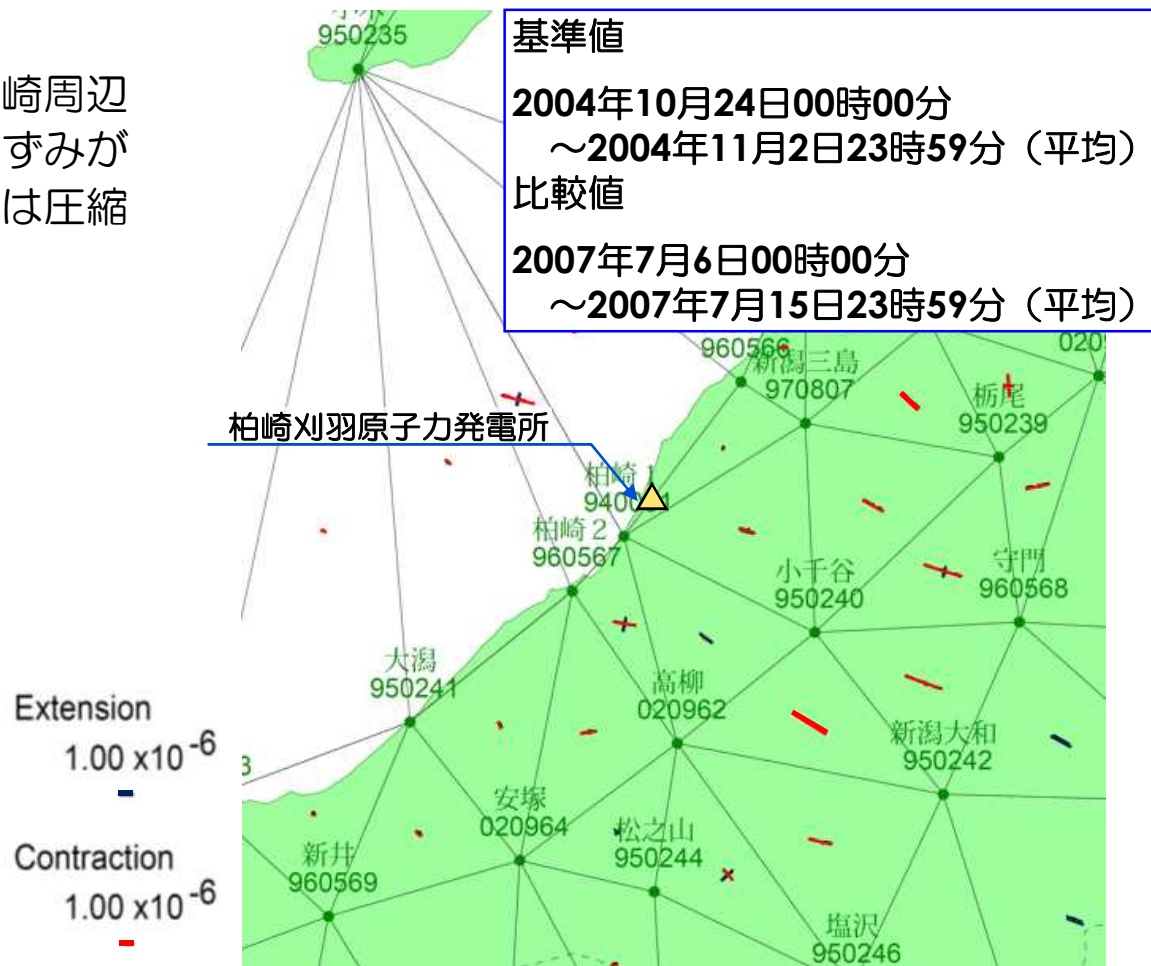 950235
基準値
2004年10月24日00時00分
～2004年11月2日23時59分（平均）
比較値
2007年7月6日00時00分
～2007年7月15日23時59分（平均）
崎周辺
ずみが
は圧縮
960566
新潟三島
970807
栃尾
950239
柏崎刈羽原子力発電所
柏崎１
柏崎２
960567
小千谷
950240
守門
960568
大潟
950241
高柳
020962
新潟大和
950242
Extension
1.00 x10⁻⁶
安塚
020964
松之山
950244
Contraction
1.00 x10⁻⁶
新井
960569
塩沢
950246